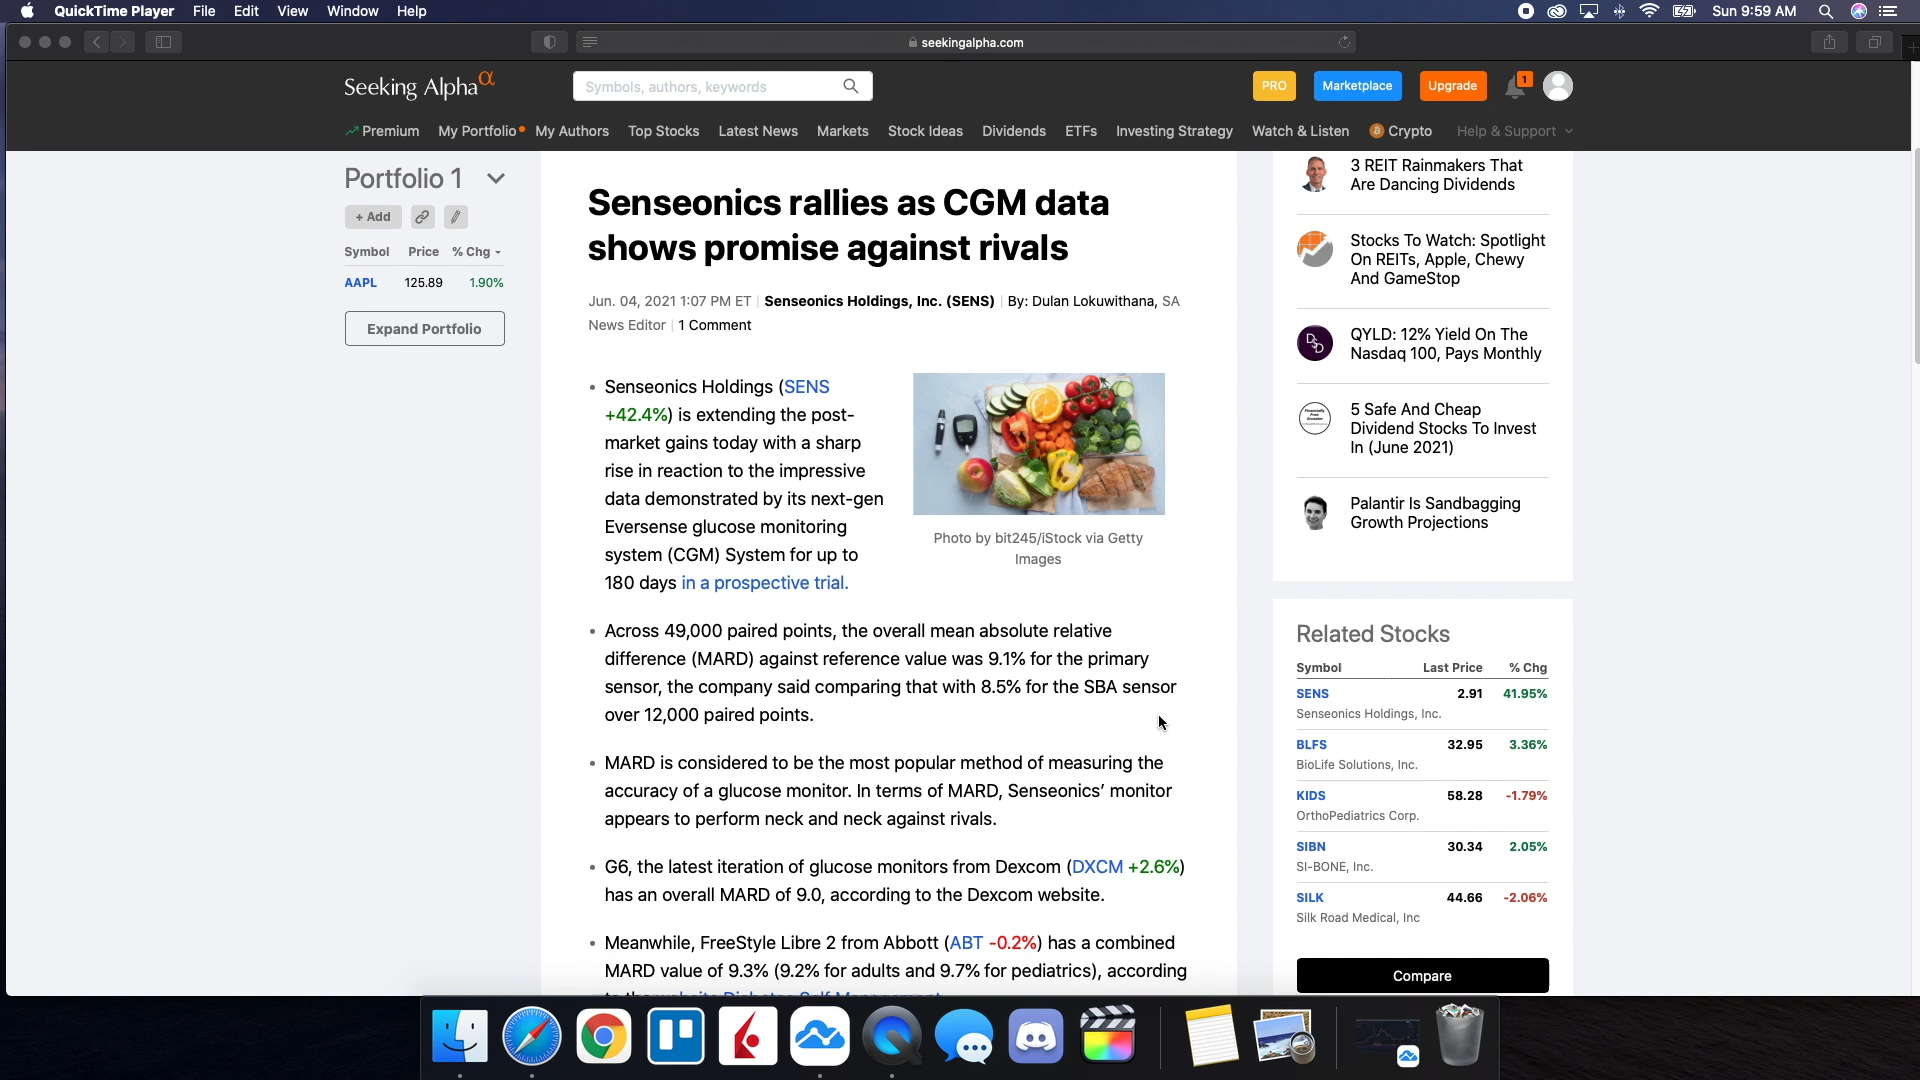 QuickTime Player File Edit View Window Help
Sun 9:59 AM
seekingalpha.com
Seeking Alpha α
Symbols, authors, keywords
PRO
Marketplace
Upgrade
1
Premium My Portfolio My Authors Top Stocks Latest News Markets Stock Ideas Dividends ETFs Investing Strategy Watch & Listen Crypto Help & Support
Portfolio 1
+ Add
Symbol Price % Chg
AAPL 125.89 1.90%
Expand Portfolio
Senseonics rallies as CGM data
shows promise against rivals
Jun. 04, 2021 1:07 PM ET | Senseonics Holdings, Inc. (SENS) | By: Dulan Lokuwithana, SA
News Editor | 1 Comment
• Senseonics Holdings (SENS
+42.4%) is extending the post-
market gains today with a sharp
rise in reaction to the impressive
data demonstrated by its next-gen
Eversense glucose monitoring
system (CGM) System for up to
180 days in a prospective trial.
Photo by bit245/iStock via Getty
Images
• Across 49,000 paired points, the overall mean absolute relative
difference (MARD) against reference value was 9.1% for the primary
sensor, the company said comparing that with 8.5% for the SBA sensor
over 12,000 paired points.
• MARD is considered to be the most popular method of measuring the
accuracy of a glucose monitor. In terms of MARD, Senseonics' monitor
appears to perform neck and neck against rivals.
• G6, the latest iteration of glucose monitors from Dexcom (DXCM +2.6%)
has an overall MARD of 9.0, according to the Dexcom website.
• Meanwhile, FreeStyle Libre 2 from Abbott (ABT -0.2%) has a combined
MARD value of 9.3% (9.2% for adults and 9.7% for pediatrics), according
3 REIT Rainmakers That
Are Dancing Dividends
Stocks To Watch: Spotlight
On REITs, Apple, Chewy
And GameStop
QYLD: 12% Yield On The
Nasdaq 100, Pays Monthly
5 Safe And Cheap
Dividend Stocks To Invest
In (June 2021)
Palantir Is Sandbagging
Growth Projections
Related Stocks
Symbol Last Price % Chg
SENS 2.91 41.95%
Senseonics Holdings, Inc.
BLFS 32.95 3.36%
BioLife Solutions, Inc.
KIDS 58.28 -1.79%
OrthoPediatrics Corp.
SIBN 30.34 2.05%
SI-BONE, Inc.
SILK 44.66 -2.06%
Silk Road Medical, Inc
Compare